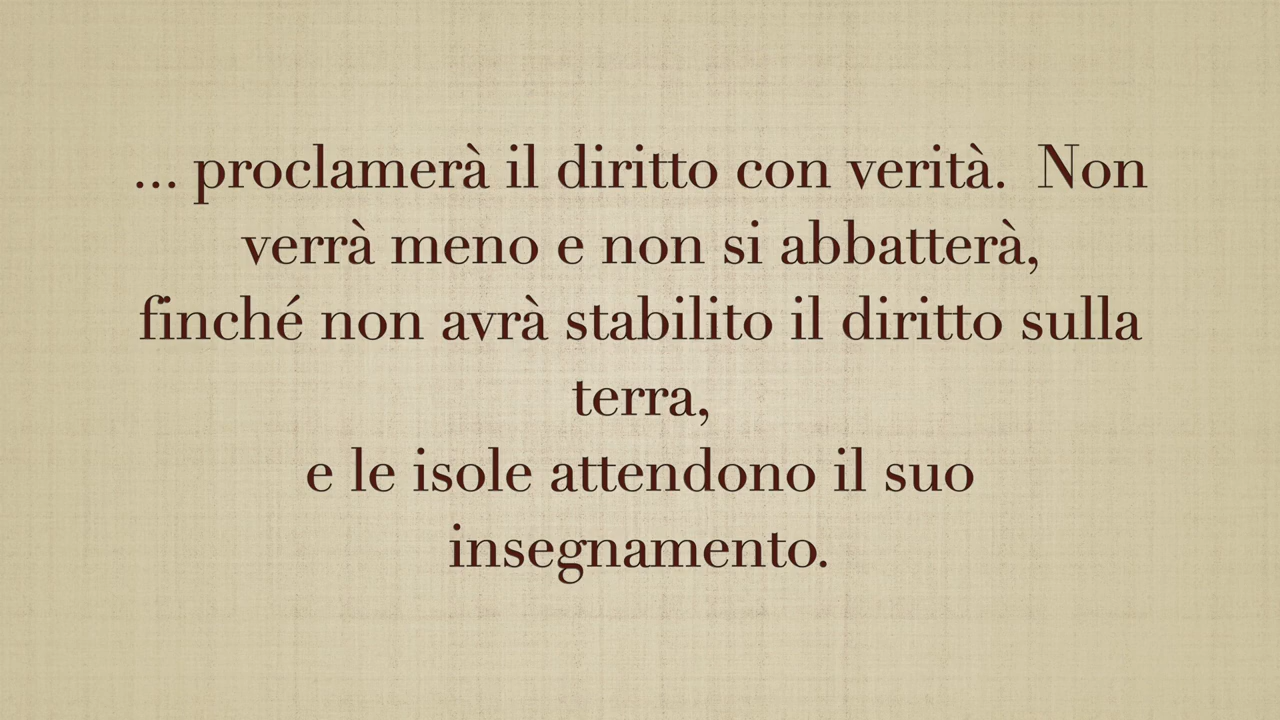 ... proclamerà il diritto con verità.  Non
verrà meno e non si abbatterà,
finché non avrà stabilito il diritto sulla
terra,
e le isole attendono il suo
insegnamento.